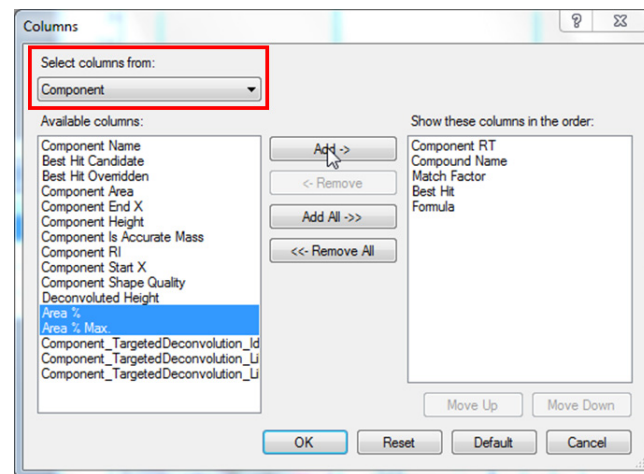 Columns
Select columns from:
Component
Available columns:
Component Name
Best Hit Candidate
Best Hit Overridden
Component Area
Component End X
Component Height
Component Is Accurate Mass
Component RI
Component Start X
Component Shape Quality
Deconvoluted Height
Area %
Area % Max.
Component_TargetedDeconvolution_Id
Component_TargetedDeconvolution_Li
Component_TargetedDeconvolution_Li
Add ->
<- Remove
Add All ->>
<<- Remove All
Show these columns in the order:
Component RT
Compound Name
Match Factor
Best Hit
Formula
Move Up
Move Down
OK
Reset
Default
Cancel